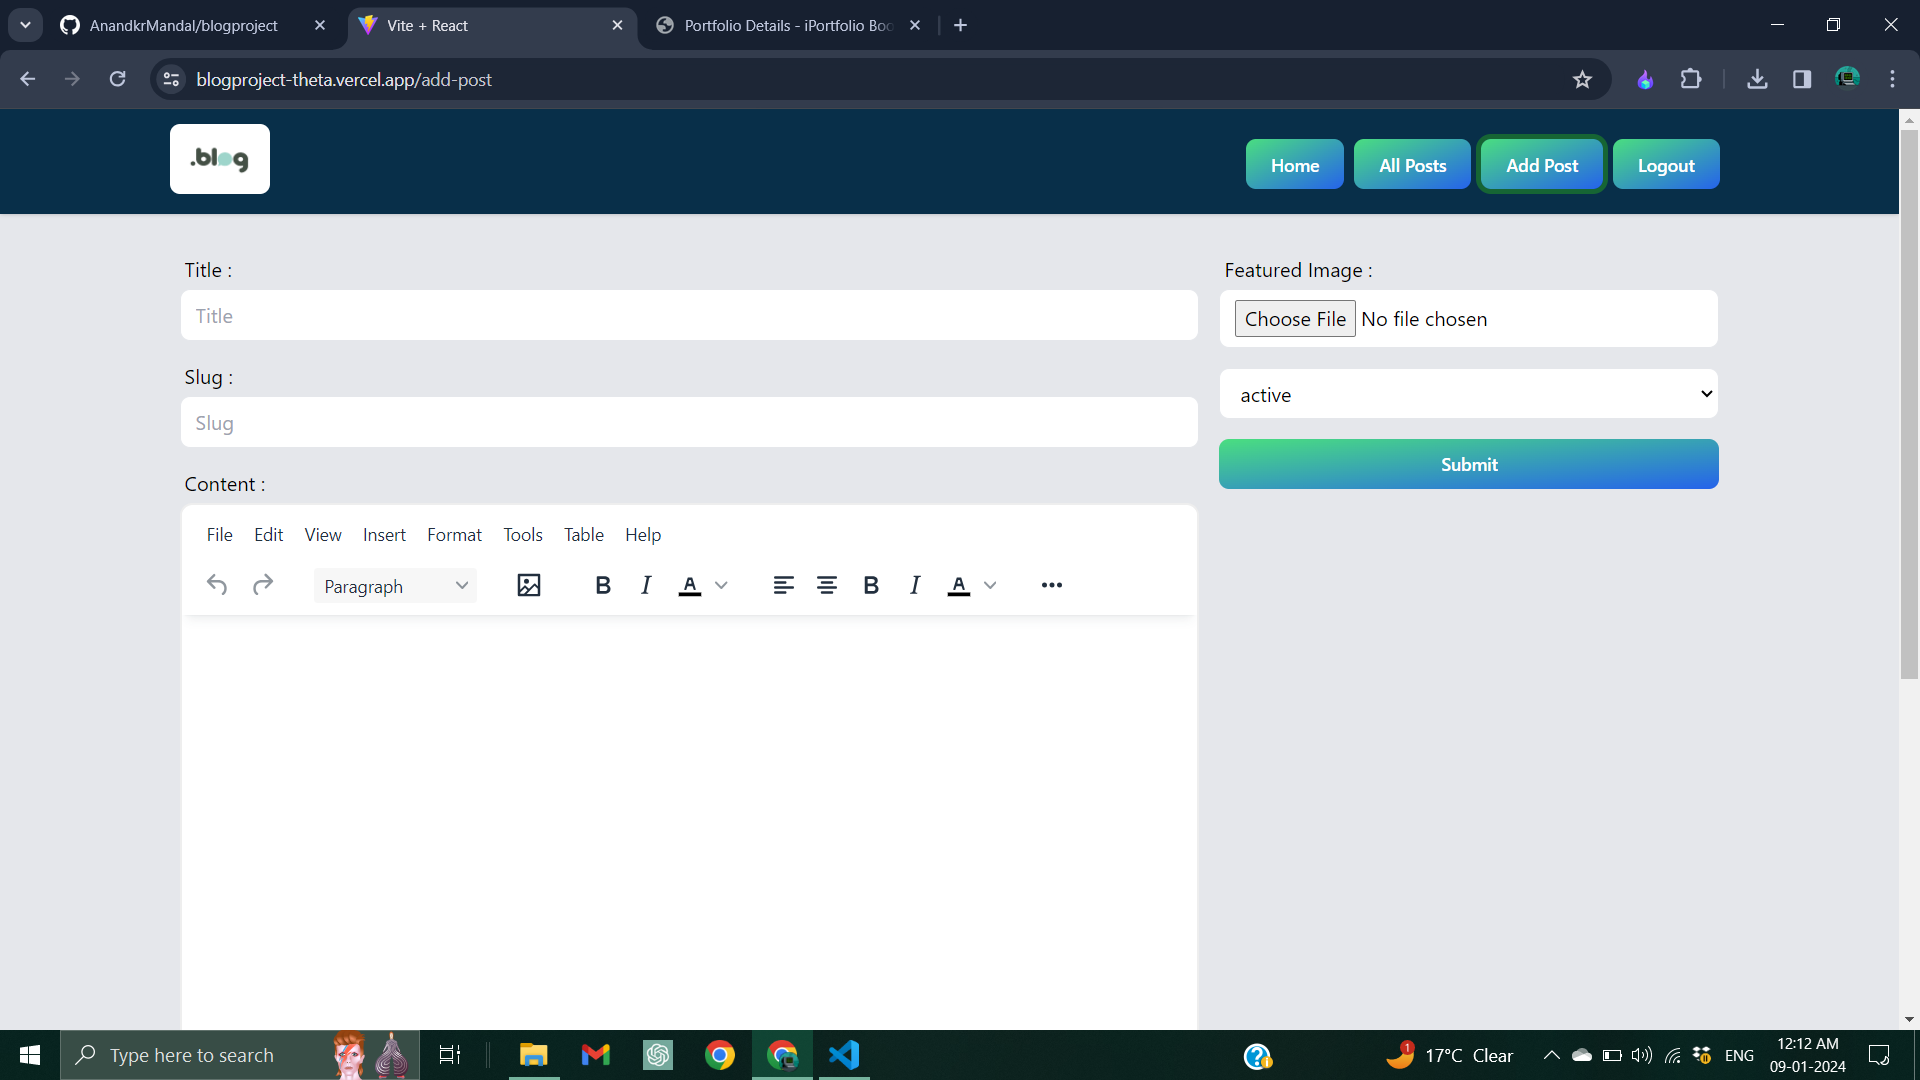 AnandkrMandal/blogproject
Vite + React
Portfolio Details - iPortfolio Boo
blogproject-theta.vercel.app/add-post
.blog
Home
All Posts
Add Post
Logout
Title :
Title
Slug :
Slug
Content :
File Edit View Insert Format Tools Table Help
Paragraph
B I A B I A
Featured Image :
Choose File No file chosen
active
Submit
Type here to search
1
17°C Clear
ENG
12:12 AM
09-01-2024